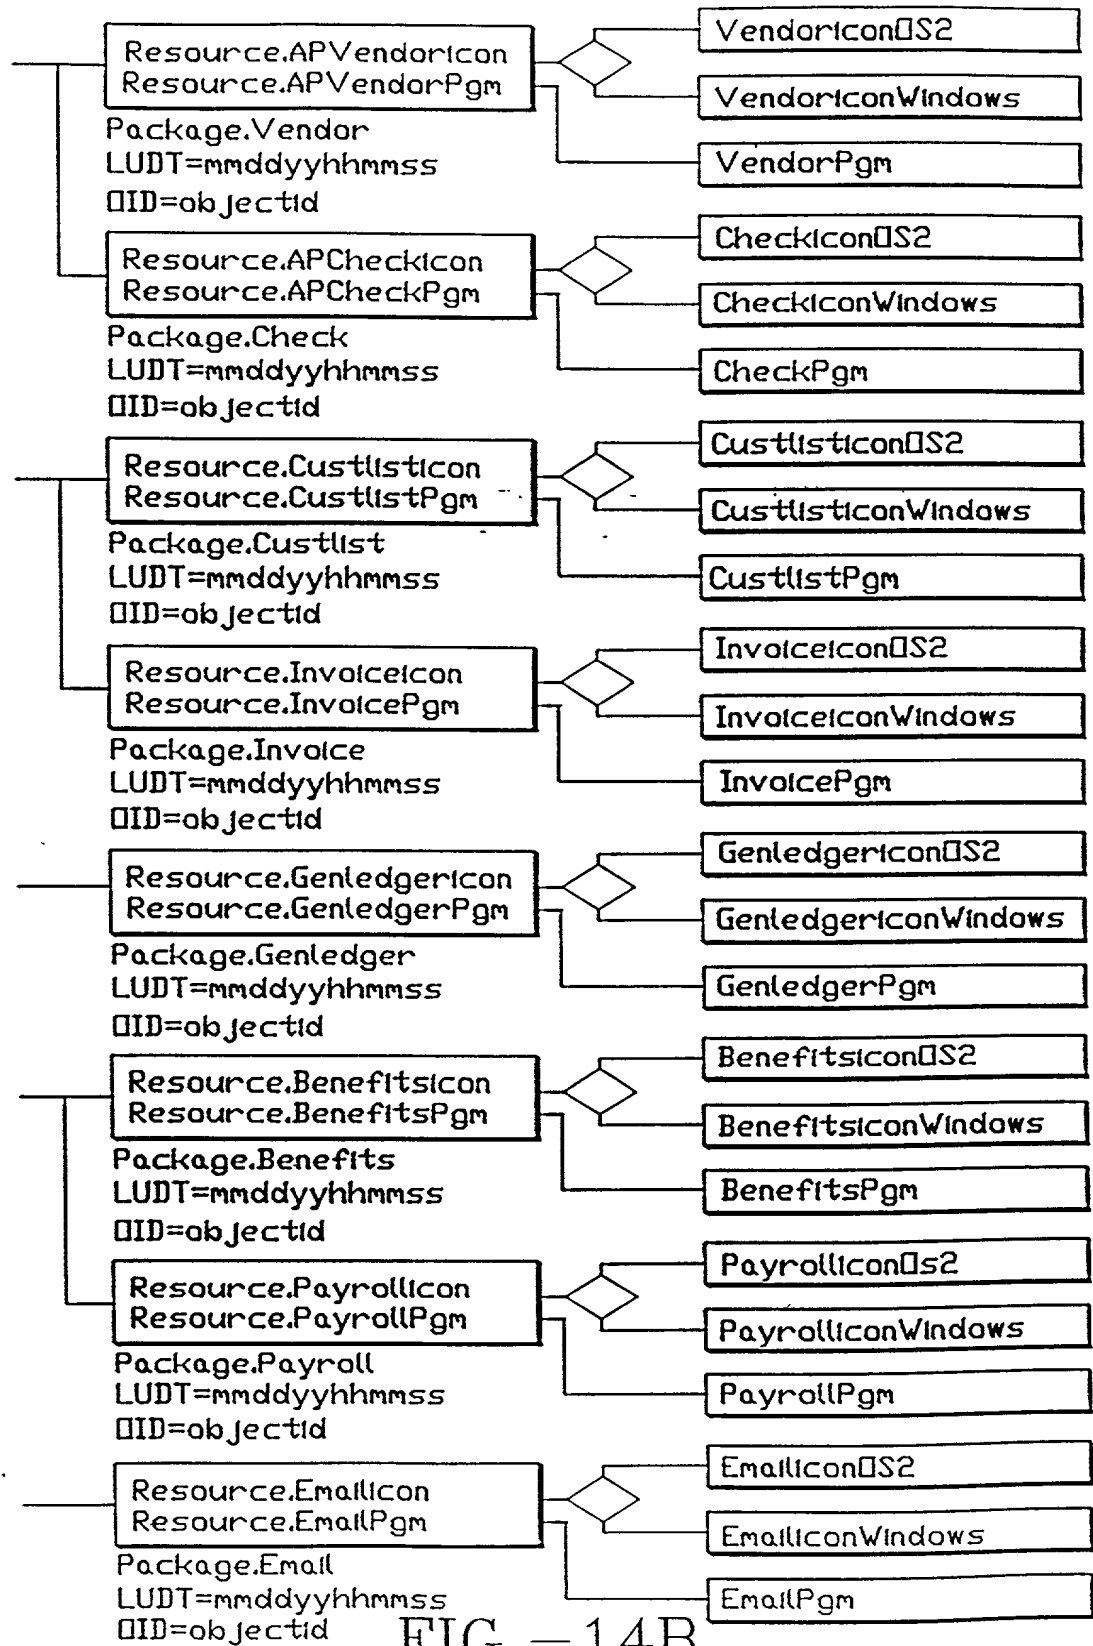 Resource.APVendoricon
Resource.APVendorPgm
VendoriconOS2
VendoriconWindows
VendorPgm
Package.Vendor
LUDT=mmddyyhhmmss
OID=objectid
Resource.APCheckicon
Resource.APCheckPgm
CheckiconOS2
CheckiconWindows
CheckPgm
Package.Check
LUDT=mmddyyhhmmss
OID=objectid
Resource.Custlisticon
Resource.CustlistPgm
CustlisticonOS2
CustlisticonWindows
CustlistPgm
Package.Custlist
LUDT=mmddyyhhmmss
OID=objectid
Resource.Invoiceicon
Resource.InvoicePgm
InvoiceiconOS2
InvoiceiconWindows
InvoicePgm
Package.Invoice
LUDT=mmddyyhhmmss
OID=objectid
Resource.Genledgericon
Resource.GenledgerPgm
GenledgericonOS2
GenledgericonWindows
GenledgerPgm
Package.Genledger
LUDT=mmddyyhhmmss
OID=objectid
Resource.Benefitsicon
Resource.BenefitsPgm
BenefitsiconOS2
BenefitsiconWindows
BenefitsPgm
Package.Benefits
LUDT=mmddyyhhmmss
OID=objectid
Resource.Payrollicon
Resource.PayrollPgm
PayrolliconOs2
PayrolliconWindows
PayrollPgm
Package.Payroll
LUDT=mmddyyhhmmss
OID=objectid
Resource.Emailicon
Resource.EmailPgm
EmailiconOS2
EmailiconWindows
EmailPgm
Package.Email
LUDT=mmddyyhhmmss
OID=objectid
FIG.-14B